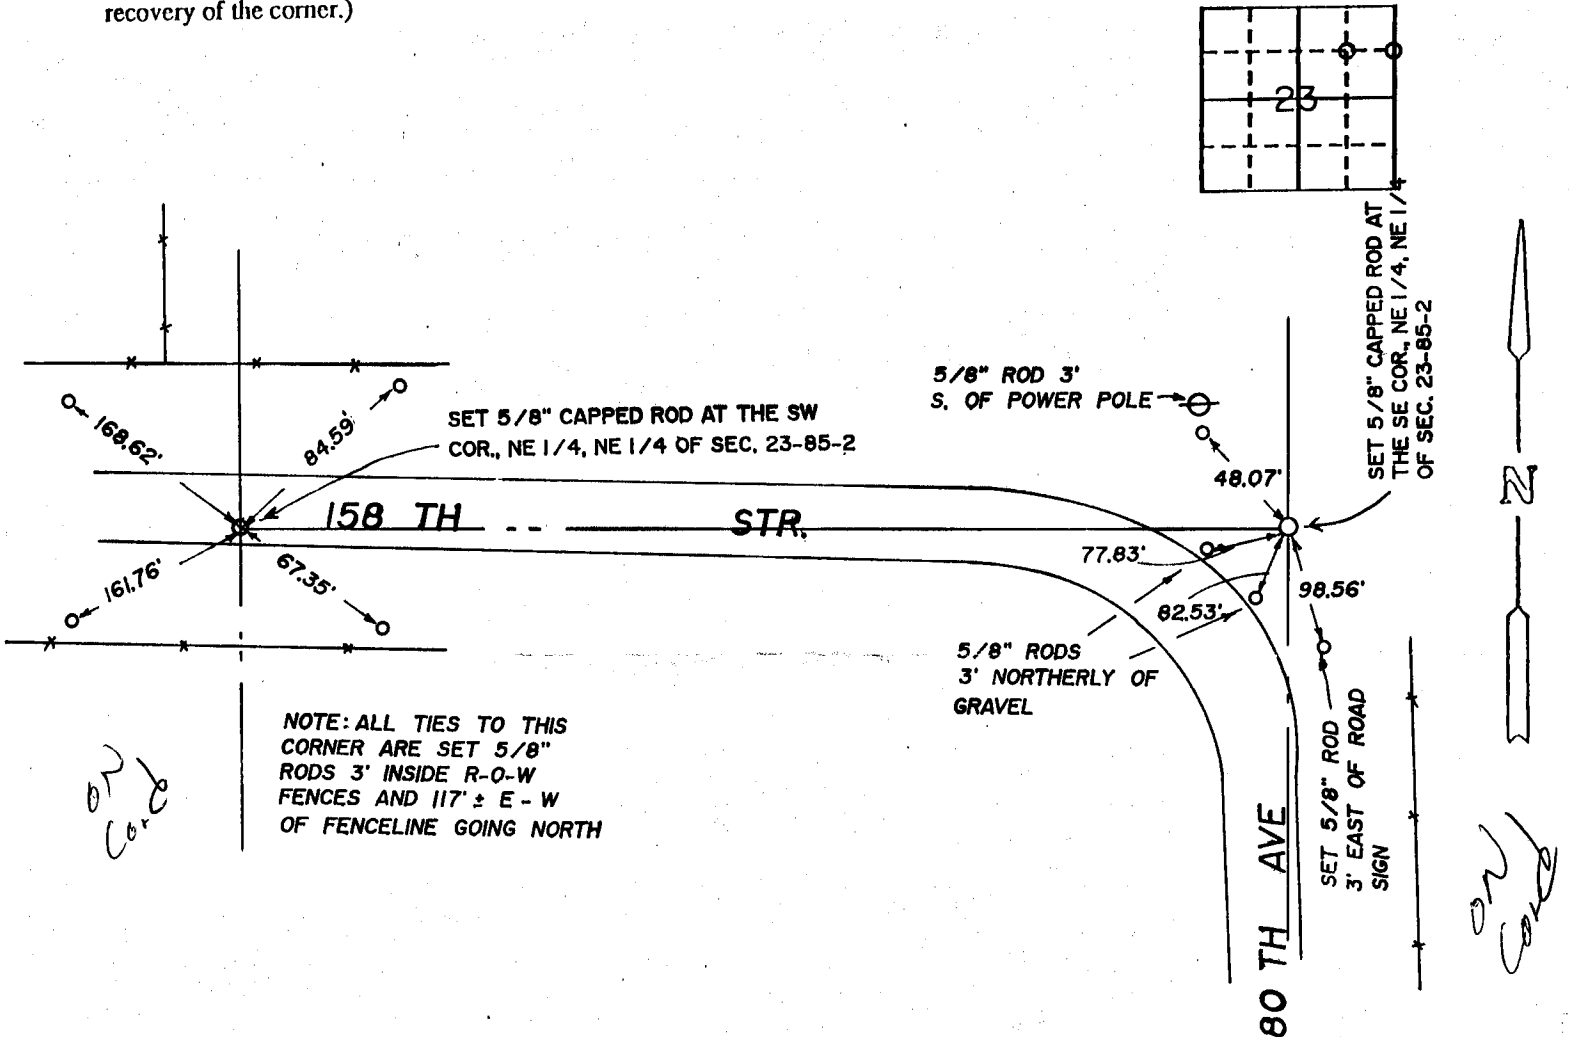 recovery of the corner.)
23
SET 5/8" CAPPED ROD AT
THE SE COR., NE 1/4, NE 1/4
OF SEC. 23-85-2
5/8" ROD 3'
S. OF POWER POLE
SET 5/8" CAPPED ROD AT THE SW
COR., NE 1/4, NE 1/4 OF SEC. 23-85-2
168.62'
84.59'
48.07'
N
158 TH STR.
161.76'
67.35'
77.83'
82.53'
98.56'
5/8" RODS
3' NORTHERLY OF
GRAVEL
NOTE: ALL TIES TO THIS
CORNER ARE SET 5/8"
RODS 3' INSIDE R-O-W
FENCES AND 117' ± E - W
OF FENCELINE GOING NORTH
SET 5/8" ROD
3' EAST OF ROAD
SIGN
80 TH AVE
ON
Cord
ON
Cord